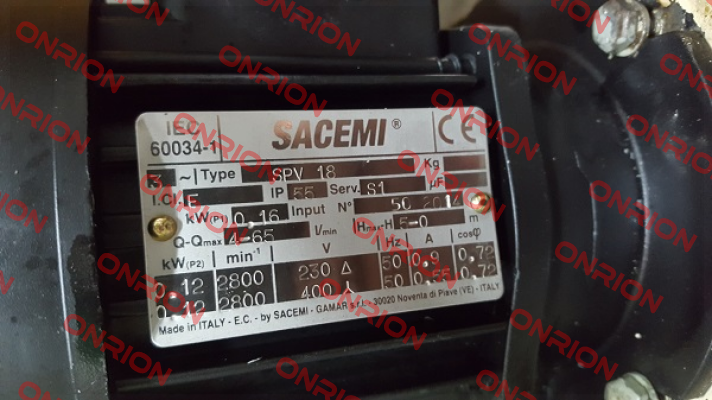 IEC 60034-1
SACEMI®
CE
3 ~ Type SPV 18 Kg
I.Cl. F IP 55 Serv. S1 µF
kW(P1) 0,16 Input N° 50 2014
Q-Qmax 4-65 l/min Hmax-H 5-0 m
kW(P2) min⁻¹ V Hz A cosφ
0,12 2800 230 Δ 50 0,9 0,72
0,12 2800 400 Y 50 0,55 0,72
Made in ITALY - E.C. - by SACEMI - GAMAR s.r.l. - 30020 Noventa di Piave (VE) - ITALY
ONRION